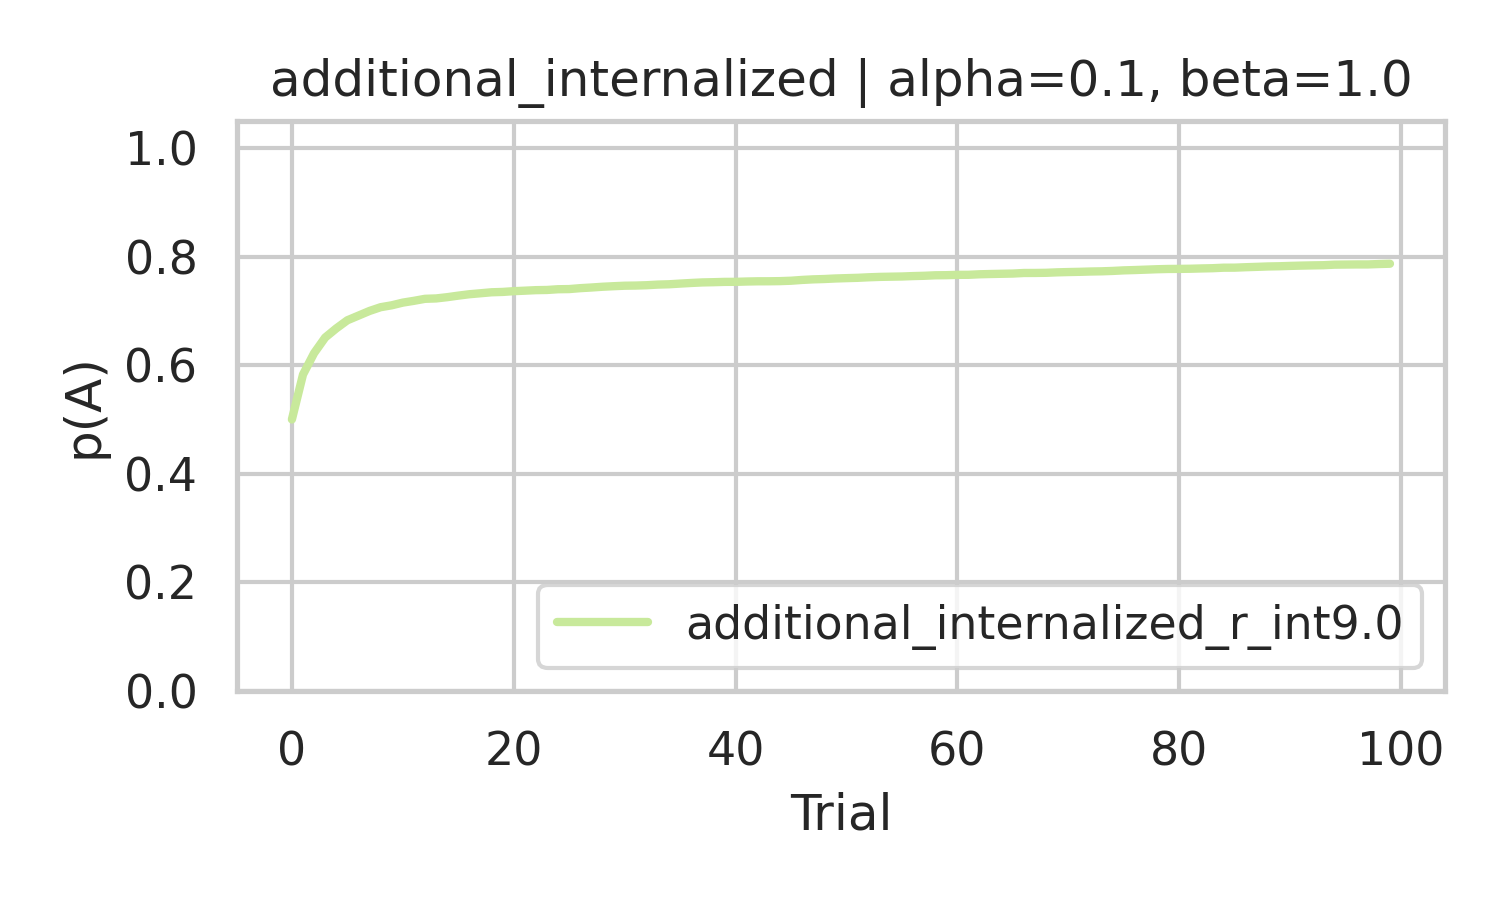 additional_internalized | alpha=0.1, beta=1.0
1.0
0.8
0.6
0.4
0.2
0.0
p(A)
additional_internalized_r_int9.0
0 20 40 60 80 100
Trial